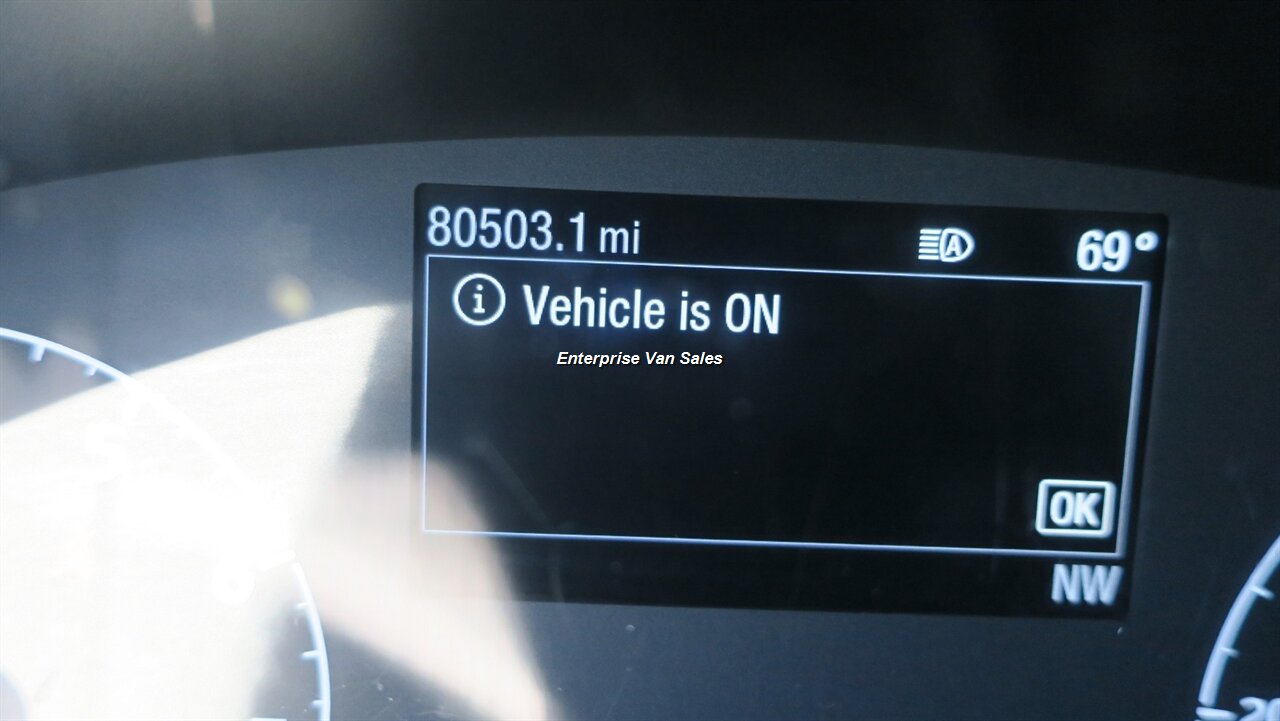 80503.1 mi
69°
Vehicle is ON
Enterprise Van Sales
OK
NW